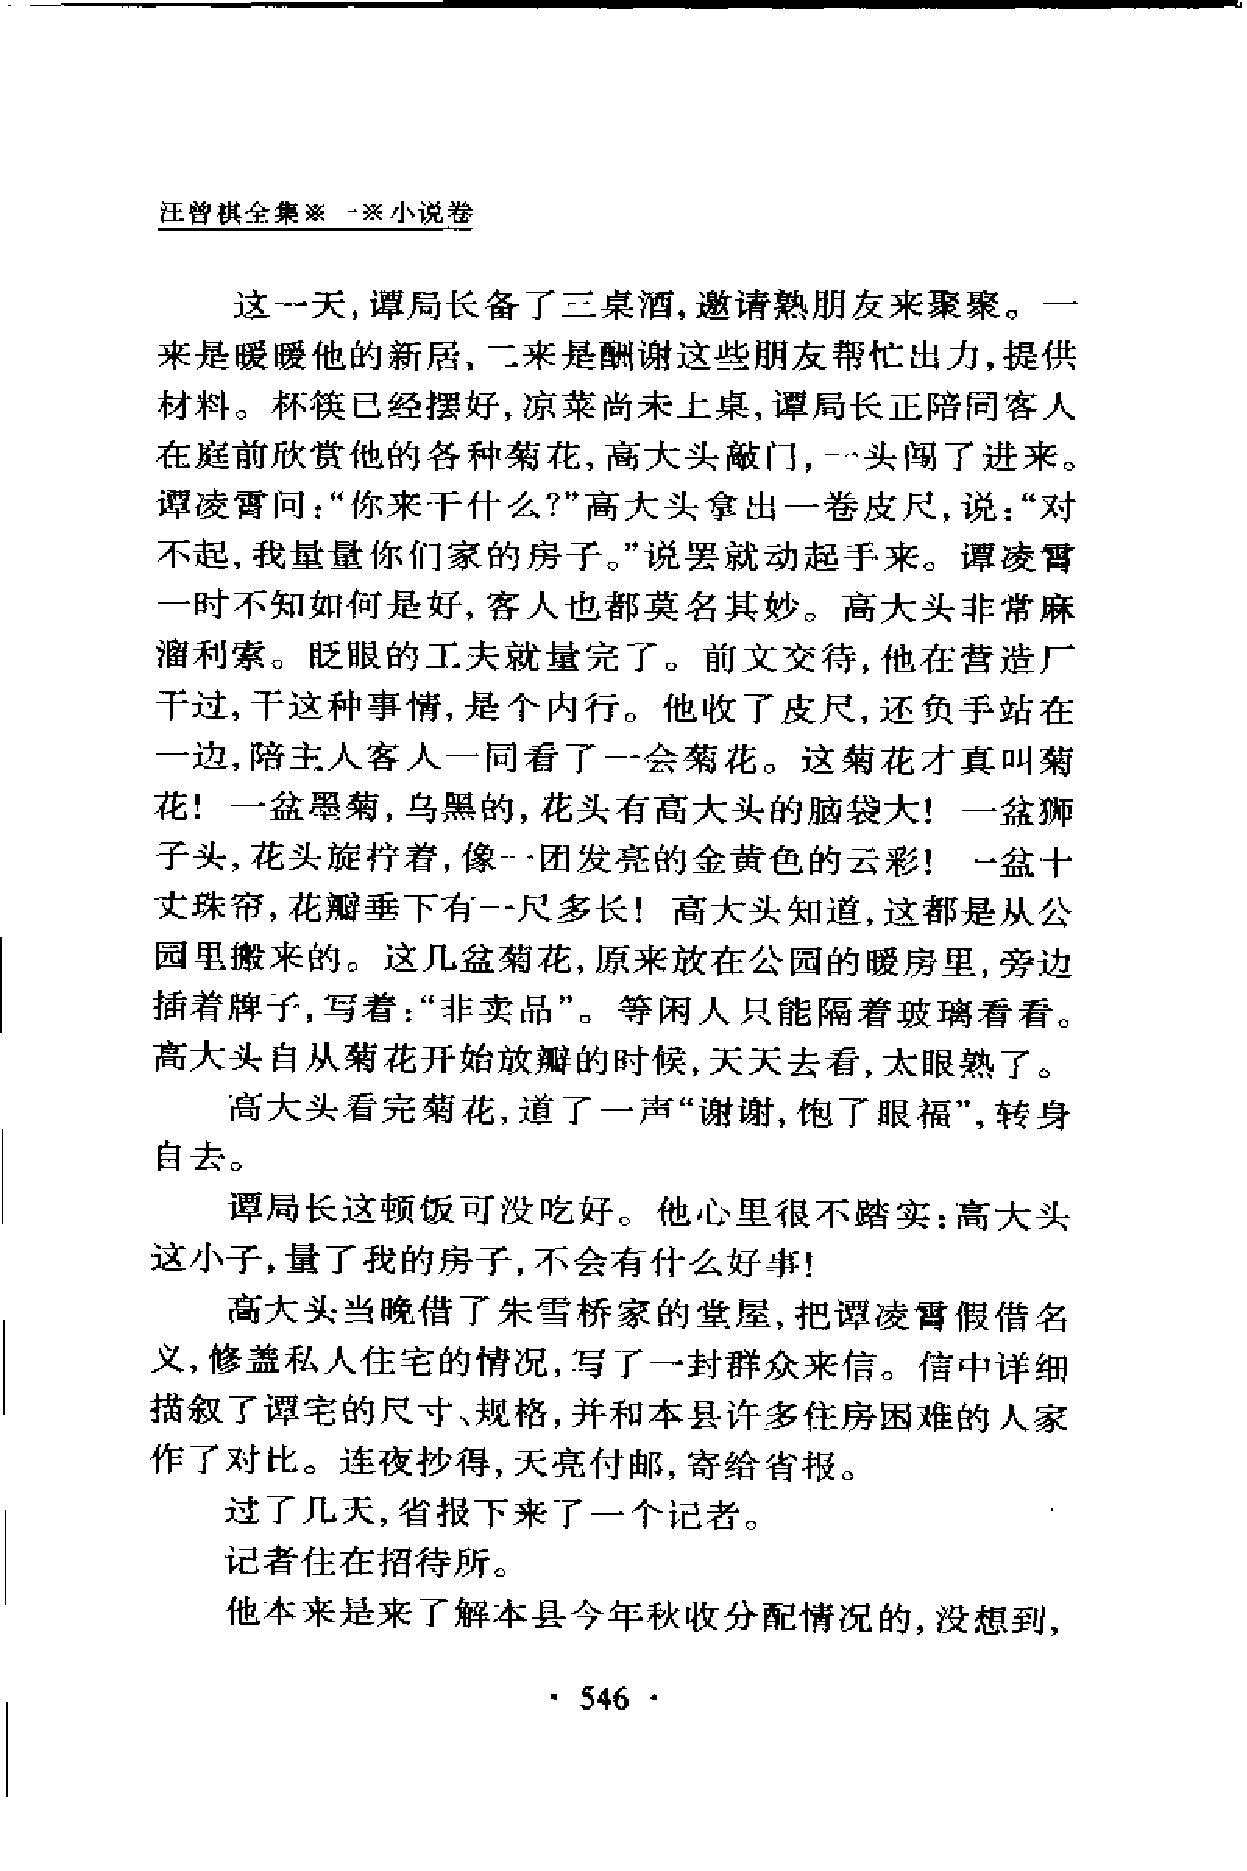 汪曾祺全集※一※小说卷
这一天,谭局长备了三桌酒,邀请熟朋友来聚聚。一
来是暖暖他的新居,二来是酬谢这些朋友帮忙出力,提供
材料。杯筷已经摆好,凉菜尚未上桌,谭局长正陪同客人
在庭前欣赏他的各种菊花,高大头敲门,一头闯了进来。
谭凌霄问:“你来干什么?”高大头拿出一卷皮尺,说:“对
不起,我量量你们家的房子。”说罢就动起手来。谭凌霄
一时不知如何是好,客人也都莫名其妙。高大头非常麻
溜利索。眨眼的工夫就量完了。前文交待,他在营造厂
干过,干这种事情,是个内行。他收了皮尺,还负手站在
一边,陪主人客人一同看了一会菊花。这菊花才真叫菊
花!一盆墨菊,乌黑的,花头有高大头的脑袋大!一盆狮
子头,花头旋拧着,像一团发亮的金黄色的云彩!一盆十
丈珠帘,花瓣垂下有一尺多长!高大头知道,这都是从公
园里搬来的。这几盆菊花,原来放在公园的暖房里,旁边
插着牌子,写着:“非卖品”。等闲人只能隔着玻璃看看。
高大头自从菊花开始放瓣的时候,天天去看,太眼熟了。
高大头看完菊花,道了一声“谢谢,饱了眼福”,转身
自去。
谭局长这顿饭可没吃好。他心里很不踏实:高大头
这小子,量了我的房子,不会有什么好事!
高大头当晚借了朱雪桥家的堂屋,把谭凌霄假借名
义,修盖私人住宅的情况,写了一封群众来信。信中详细
描叙了谭宅的尺寸、规格,并和本县许多住房困难的人家
作了对比。连夜抄得,天亮付邮,寄给省报。
过了几天,省报下来了一个记者。
记者住在招待所。
他本来是来了解本县今年秋收分配情况的,没想到,
· 546 ·